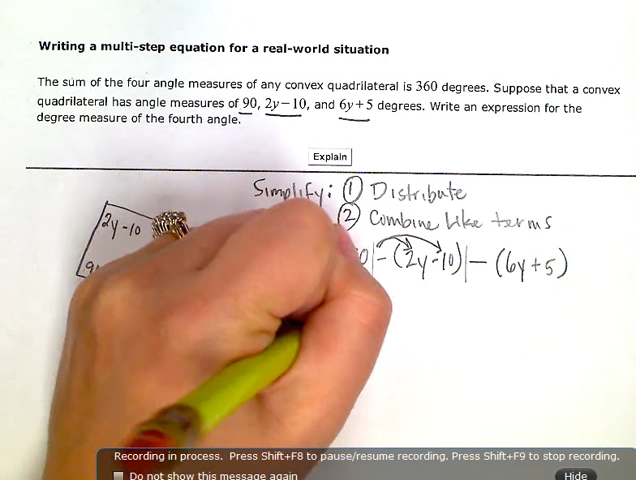 Writing a multi-step equation for a real-world situation
The sum of the four angle measures of any convex quadrilateral is 360 degrees. Suppose that a convex
quadrilateral has angle measures of 90, 2y−10, and 6y+5 degrees. Write an expression for the
degree measure of the fourth angle.
Explain
Simplify: ① Distribute
② Combine like terms
2y-10
0|-(2y-10)|-(6y+5)
Recording in process. Press Shift+F8 to pause/resume recording. Press Shift+F9 to stop recording.
Do not show this message again
Hide